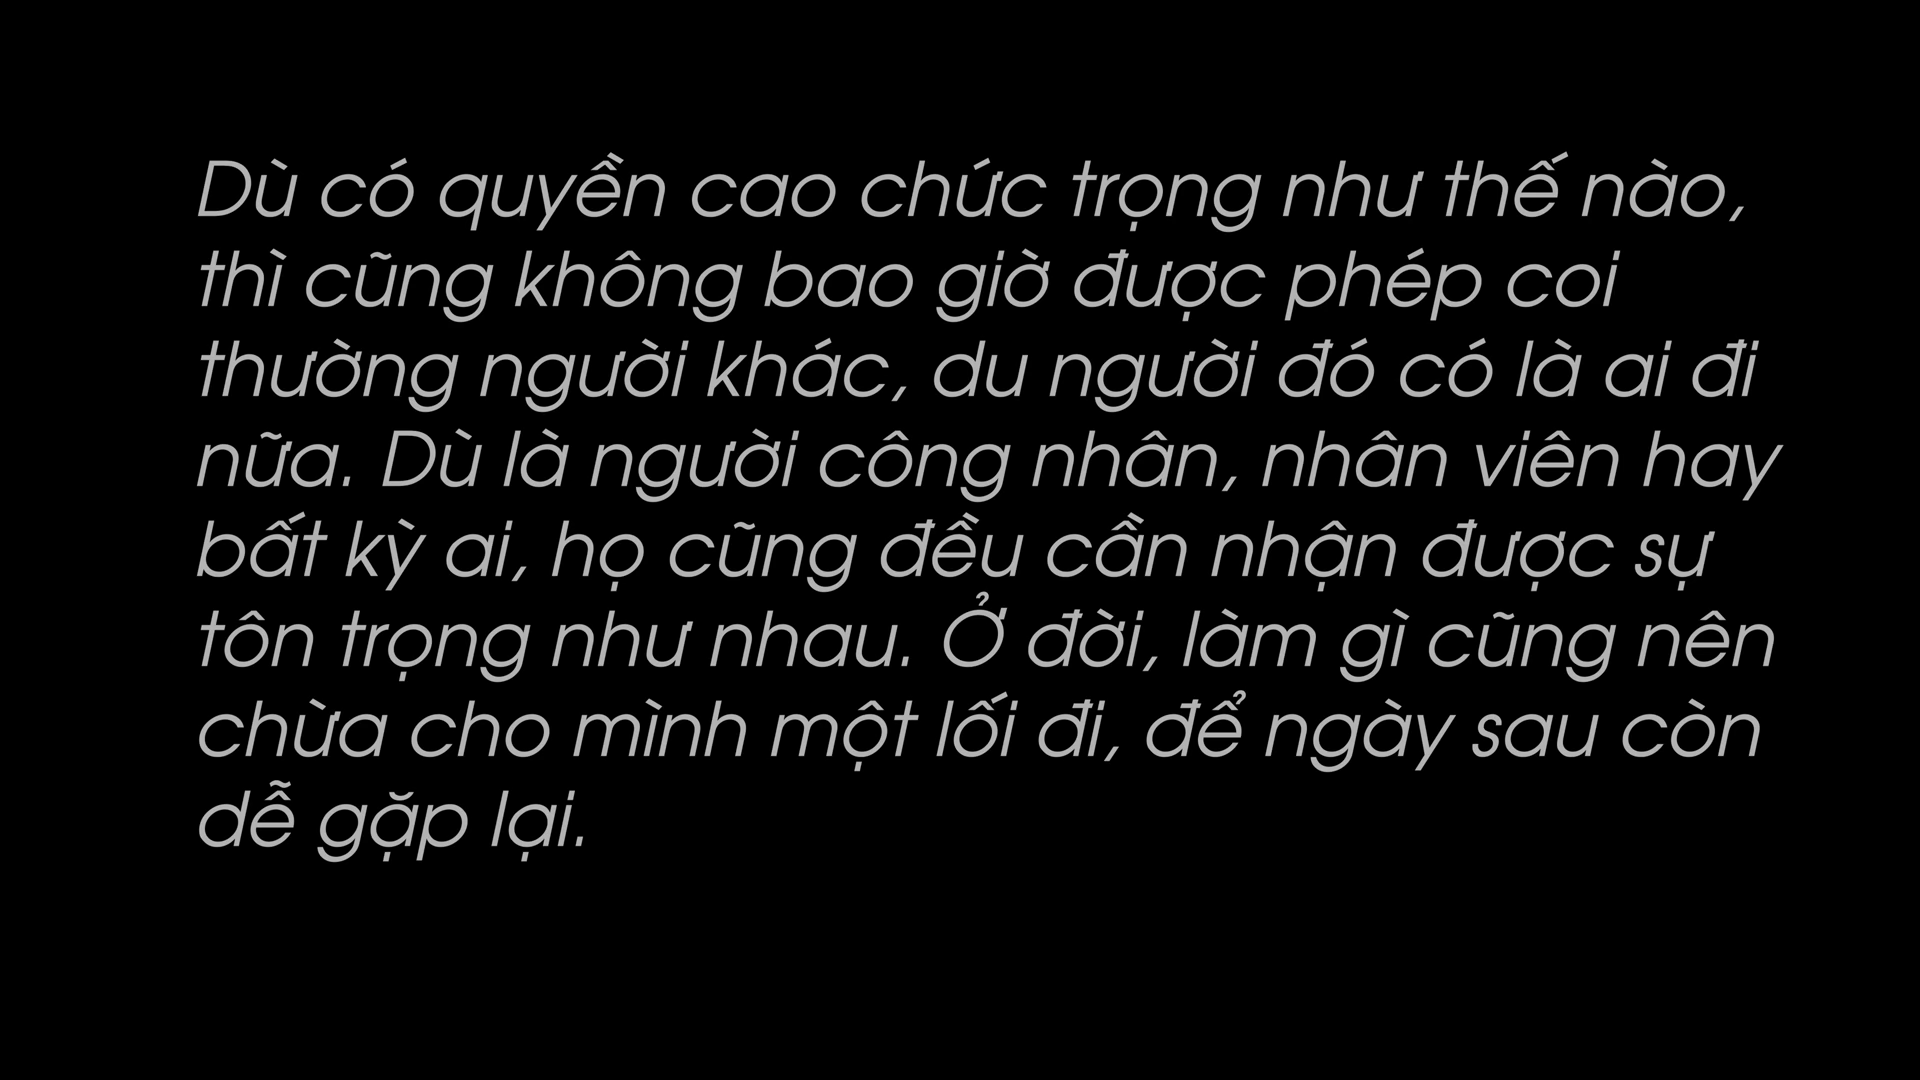 Dù có quyền cao chức trọng như thế nào,
thì cũng không bao giờ được phép coi
thường người khác, du người đó có là ai đi
nữa. Dù là người công nhân, nhân viên hay
bất kỳ ai, họ cũng đều cần nhận được sự
tôn trọng như nhau. Ở đời, làm gì cũng nên
chừa cho mình một lối đi, để ngày sau còn
dễ gặp lại.